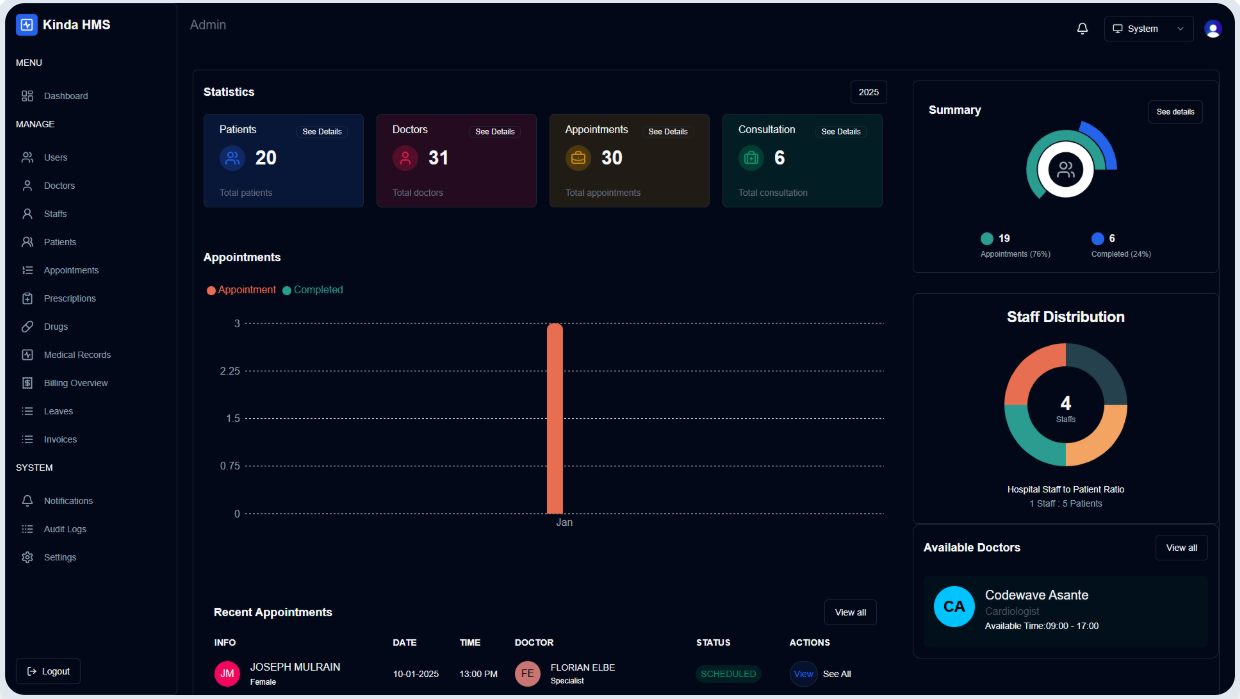 Kinda HMS
MENU
Dashboard
MANAGE
Users
Doctors
Staffs
Patients
Appointments
Prescriptions
Drugs
Medical Records
Billing Overview
Leaves
Invoices
SYSTEM
Notifications
Audit Logs
Settings
Logout
Admin
System
Statistics
2025
Patients See Details
20
Total patients
Doctors See Details
31
Total doctors
Appointments See Details
30
Total appointments
Consultation See Details
6
Total consultation
Appointments
Appointment Completed
3
2.25
1.5
0.75
0
Jan
Recent Appointments View all
INFO DATE TIME DOCTOR STATUS ACTIONS
JM JOSEPH MULRAIN Female 10-01-2025 13:00 PM FE FLORIAN ELBE Specialist SCHEDULED View See All
Summary See details
19 6
Appointments (76%) Completed (24%)
Staff Distribution
4
Staffs
Hospital Staff to Patient Ratio
1 Staff : 5 Patients
Available Doctors View all
CA Codewave Asante
Cardiologist
Available Time:09:00 - 17:00